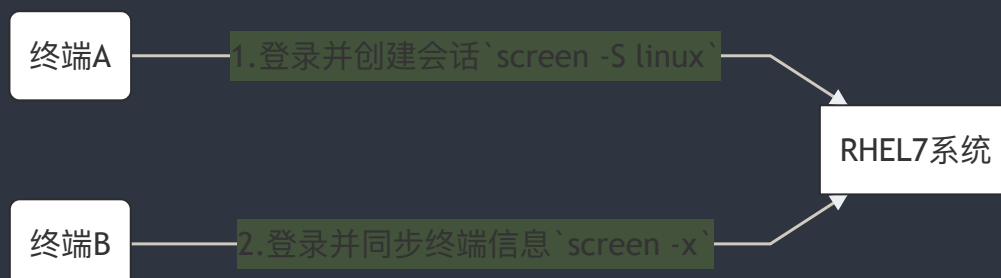 终端A
1.登录并创建会话`screen -S linux`
RHEL7系统
终端B
2.登录并同步终端信息`screen -x`